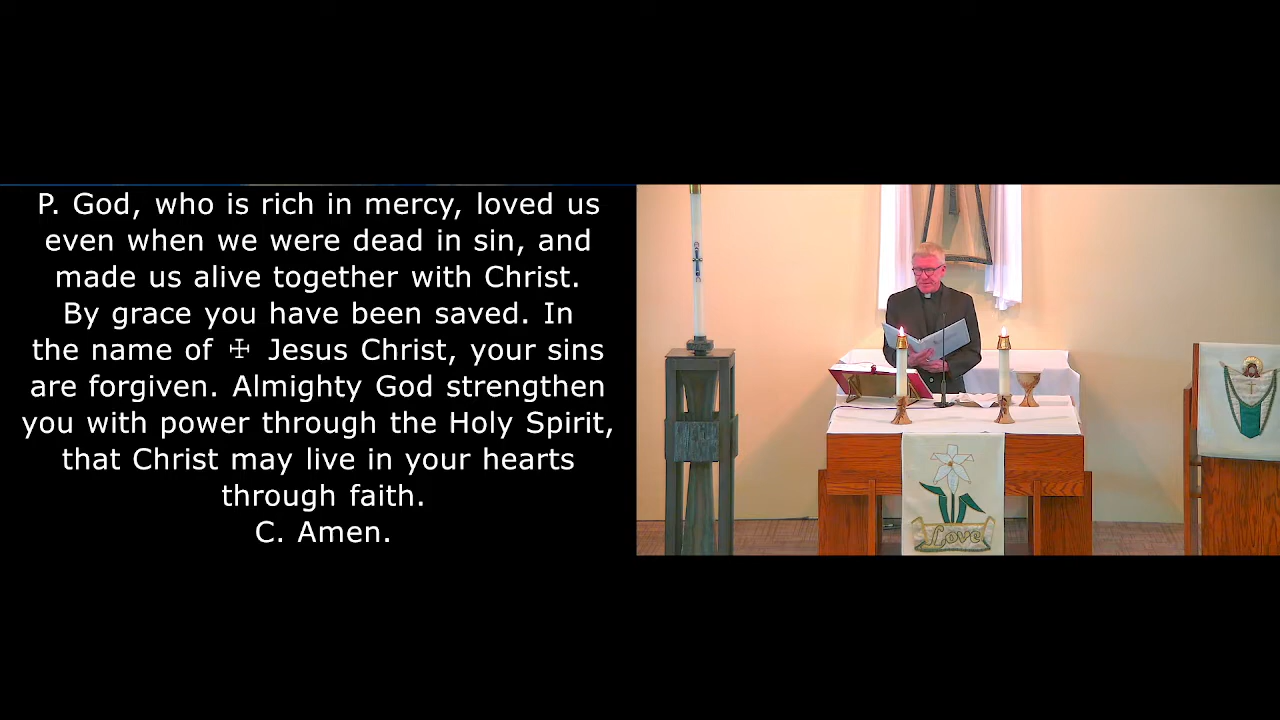 P. God, who is rich in mercy, loved us
even when we were dead in sin, and
made us alive together with Christ.
By grace you have been saved. In
the name of ☩ Jesus Christ, your sins
are forgiven. Almighty God strengthen
you with power through the Holy Spirit,
that Christ may live in your hearts
through faith.
C. Amen.
Love